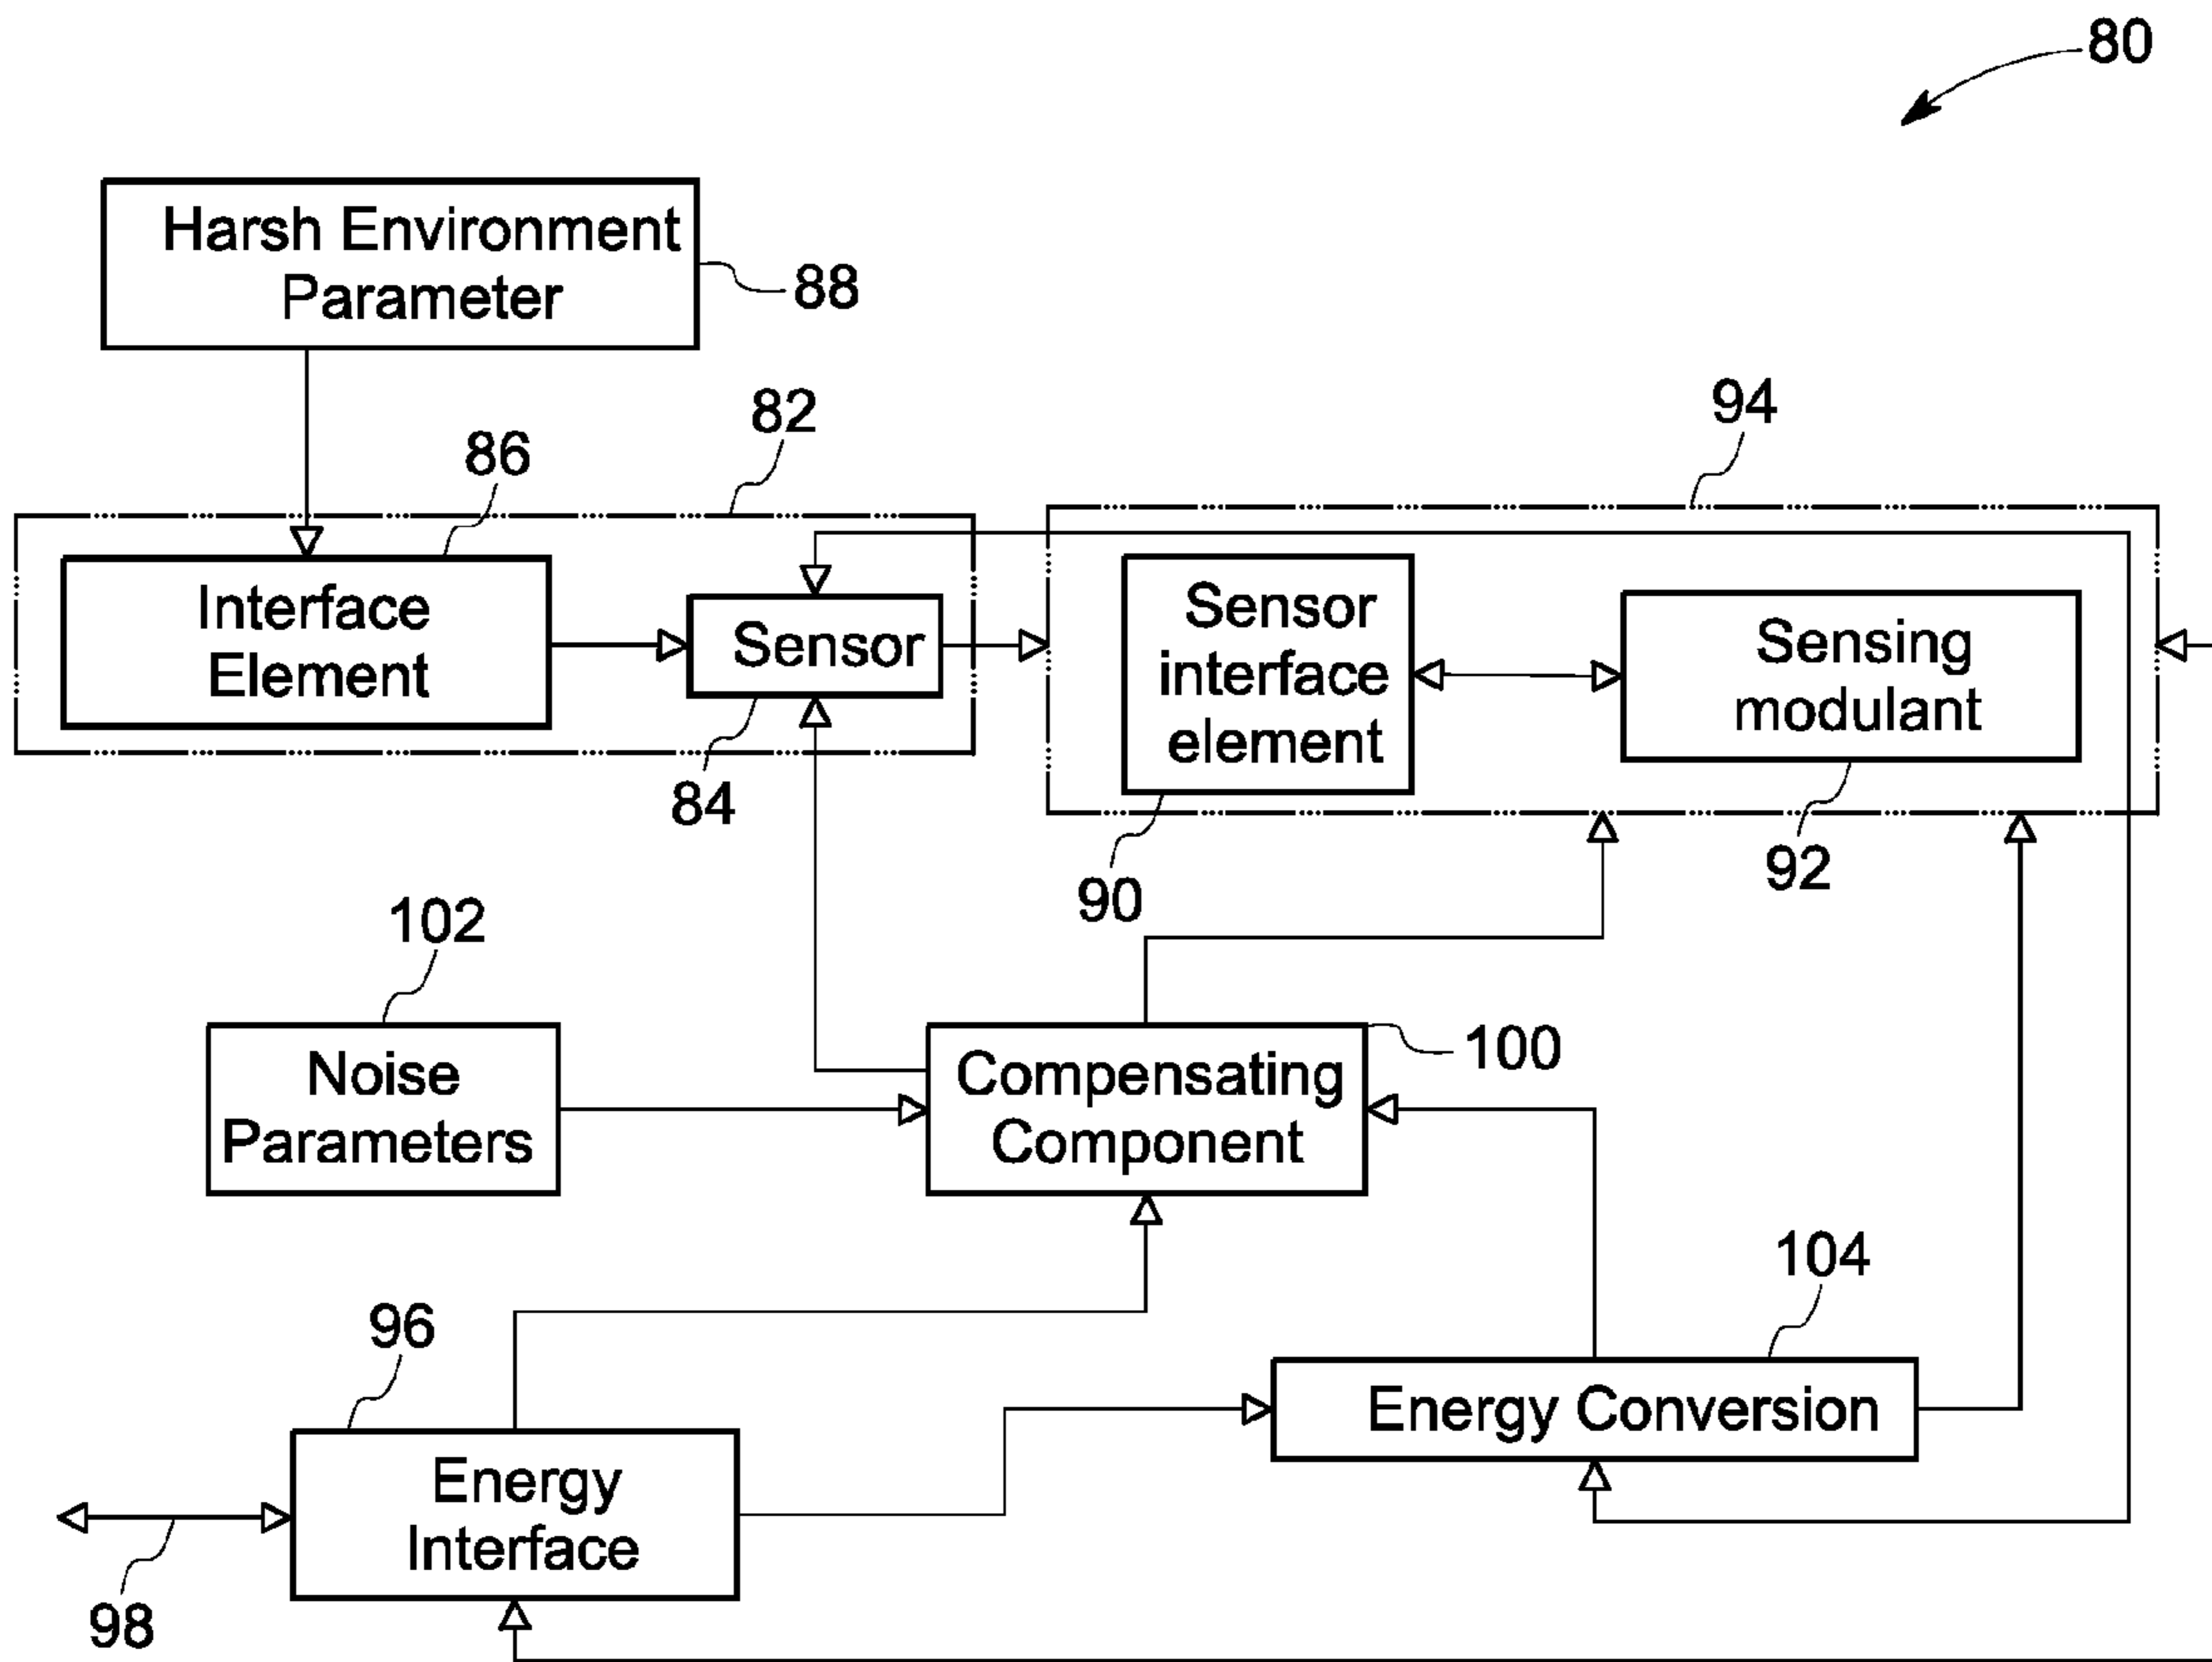 80
Harsh Environment
Parameter
88
82
94
86
Interface
Element
Sensor
Sensor
interface
element
Sensing
modulant
84
90
92
102
Noise
Parameters
Compensating
Component
100
104
96
Energy Conversion
Energy
Interface
98